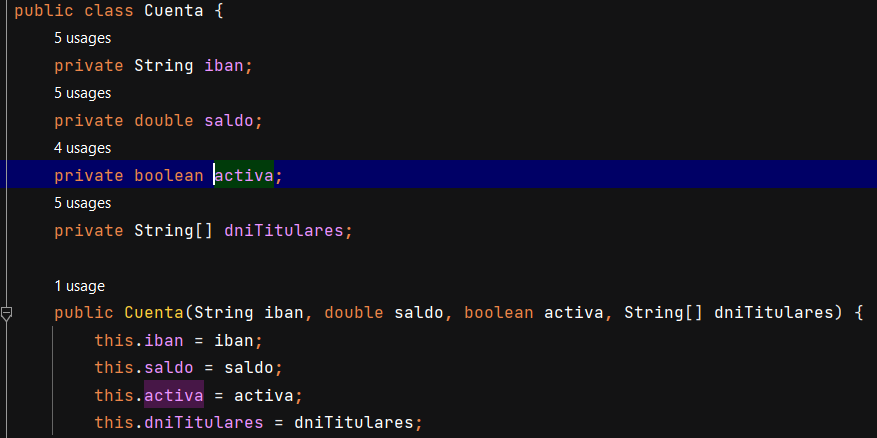 public class Cuenta {
5 usages
private String iban;
5 usages
private double saldo;
4 usages
private boolean activa;
5 usages
private String[] dniTitulares;
1 usage
public Cuenta(String iban, double saldo, boolean activa, String[] dniTitulares) {
this.iban = iban;
this.saldo = saldo;
this.activa = activa;
this.dniTitulares = dniTitulares;